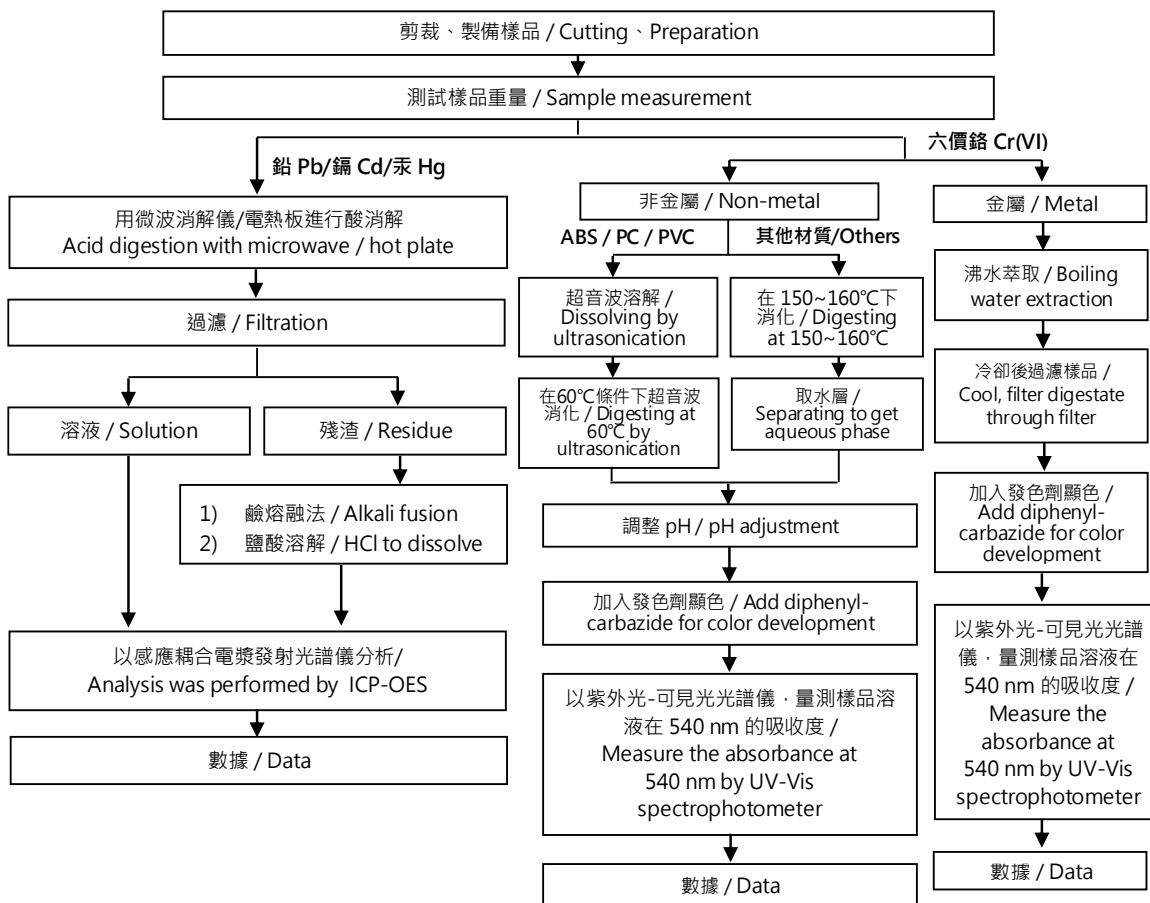 剪裁、製備樣品 / Cutting、Preparation
測試樣品重量 / Sample measurement
鉛 Pb/鎘 Cd/汞 Hg
用微波消解儀/電熱板進行酸消解
Acid digestion with microwave / hot plate
過濾 / Filtration
溶液 / Solution
殘渣 / Residue
1) 鹼熔融法 / Alkali fusion
2) 鹽酸溶解 / HCl to dissolve
以感應耦合電漿發射光譜儀分析/
Analysis was performed by ICP-OES
數據 / Data
六價鉻 Cr(VI)
非金屬 / Non-metal
ABS / PC / PVC
超音波溶解 /
Dissolving by
ultrasonication
在60℃條件下超音波
消化 / Digesting at
60℃ by
ultrasonication
其他材質/Others
在 150~160℃下
消化 / Digesting
at 150~160℃
取水層 /
Separating to get
aqueous phase
調整 pH / pH adjustment
加入發色劑顯色 / Add diphenyl-
carbazide for color development
以紫外光-可見光光譜儀，量測樣品溶
液在 540 nm 的吸收度 /
Measure the absorbance at
540 nm by UV-Vis
spectrophotometer
數據 / Data
金屬 / Metal
沸水萃取 / Boiling
water extraction
冷卻後過濾樣品 /
Cool, filter digestate
through filter
加入發色劑顯色 /
Add diphenyl-
carbazide for color
development
以紫外光-可見光光譜
儀，量測樣品溶液在
540 nm 的吸收度 /
Measure the
absorbance at
540 nm by UV-Vis
spectrophotometer
數據 / Data